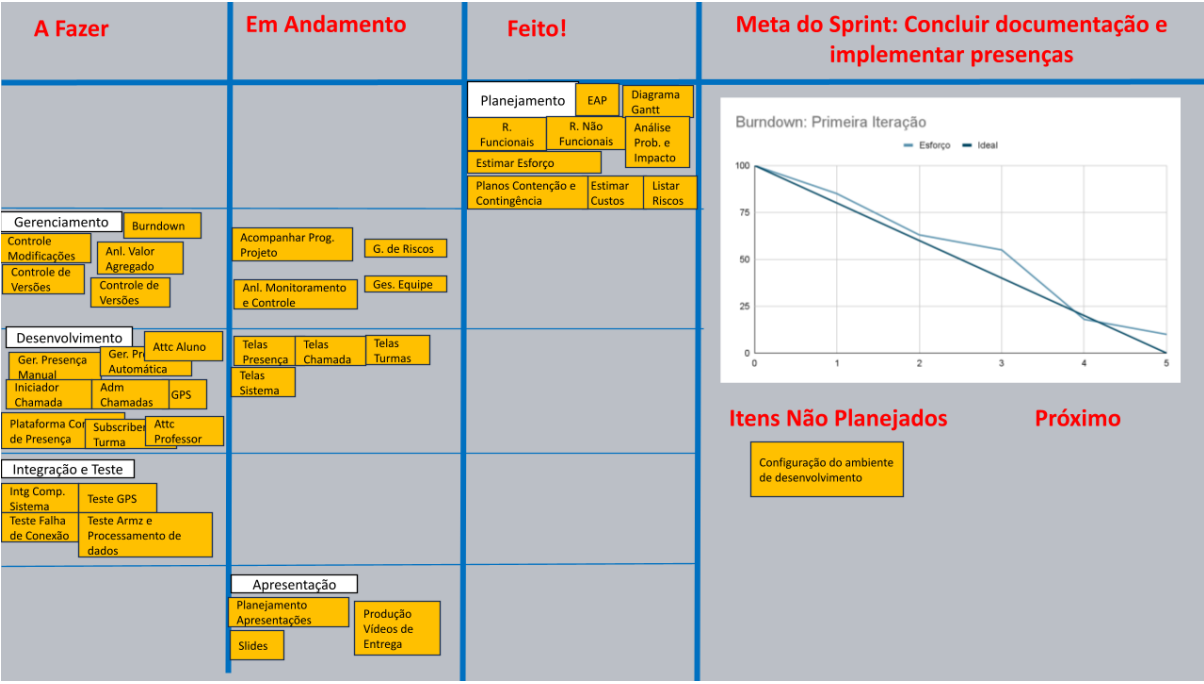 A Fazer
Em Andamento
Feito!
Meta do Sprint: Concluir documentação e
implementar presenças
Planejamento
EAP
Diagrama
Gantt
R.
Funcionais
R. Não
Funcionais
Análise
Prob. e
Impacto
Estimar Esforço
Planos Contenção e
Contingência
Estimar
Custos
Listar
Riscos
Gerenciamento
Burndown
Controle
Modificações
Anl. Valor
Agregado
Controle de
Versões
Controle de
Versões
Acompanhar Prog.
Projeto
G. de Riscos
Anl. Monitoramento
e Controle
Ges. Equipe
Desenvolvimento
Attc Aluno
Ger. Presença
Manual
Ger.
Automática
Iniciador
Chamada
Adm
Chamadas
GPS
Plataforma
de Presença
Subscriber
Turma
Attc
Professor
Telas
Presença
Telas
Chamada
Telas
Turmas
Telas
Sistema
Integração e Teste
Intg Comp.
Sistema
Teste GPS
Teste Falha
de Conexão
Teste Armz e
Processamento de
dados
Apresentação
Planejamento
Apresentações
Produção
Vídeos de
Entrega
Slides
Burndown: Primeira Iteração
Esforço Ideal
100
75
50
25
0
0 1 2 3 4 5
Itens Não Planejados
Próximo
Configuração do ambiente
de desenvolvimento